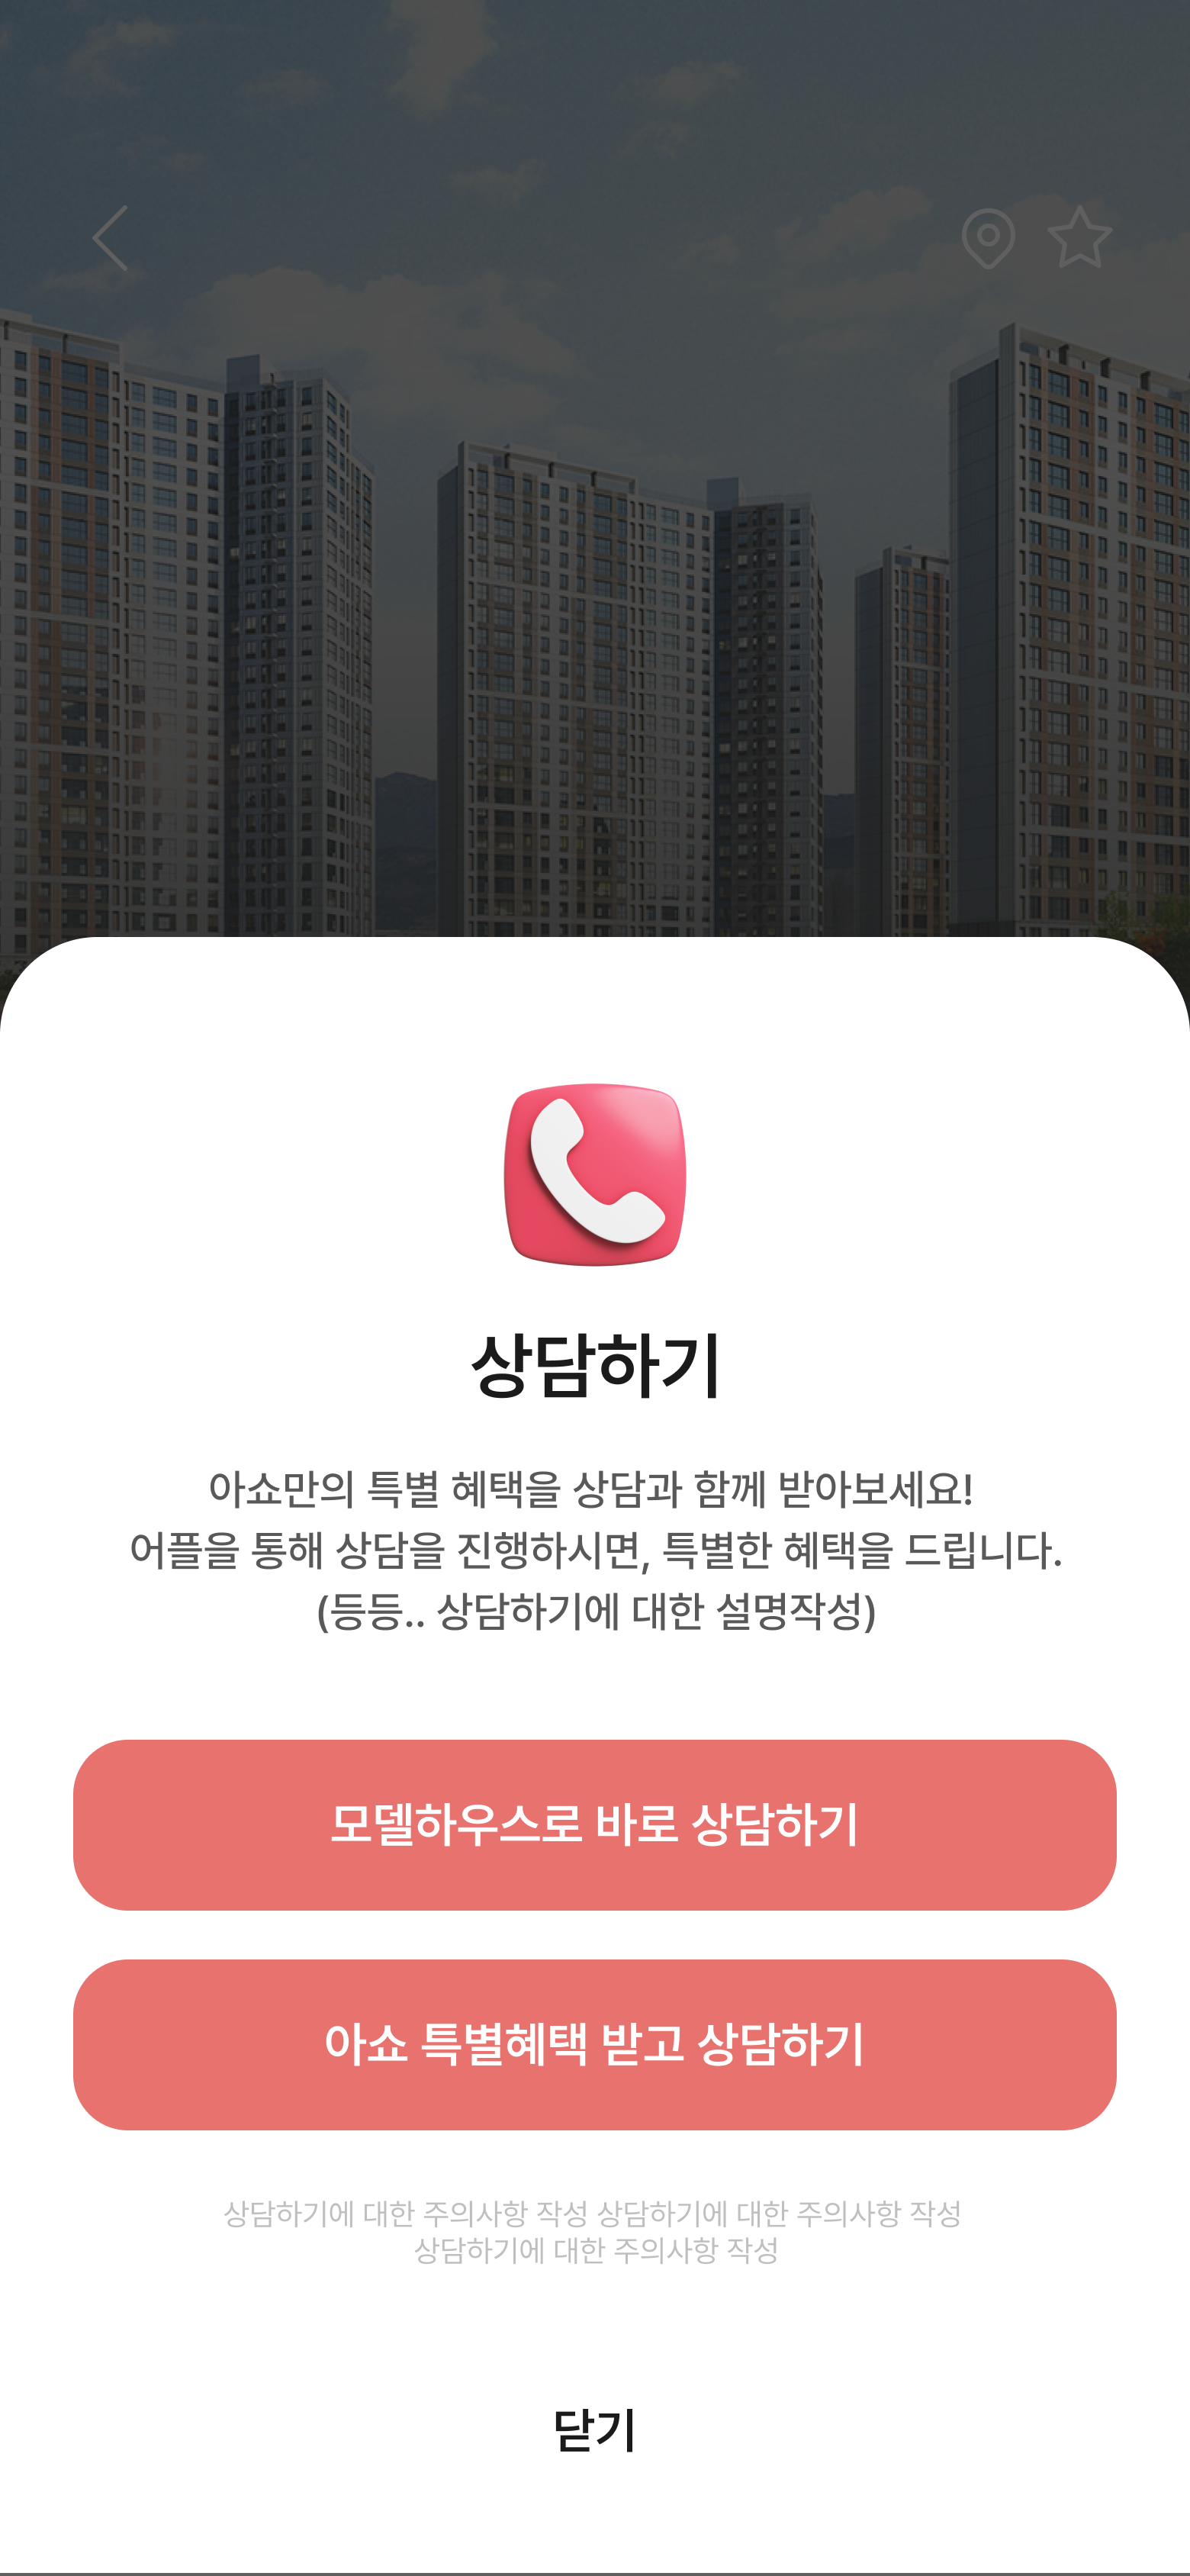 상담하기
아쇼만의 특별 혜택을 상담과 함께 받아보세요!
어플을 통해 상담을 진행하시면, 특별한 혜택을 드립니다.
(등등.. 상담하기에 대한 설명작성)
모델하우스로 바로 상담하기
아쇼 특별혜택 받고 상담하기
상담하기에 대한 주의사항 작성 상담하기에 대한 주의사항 작성
상담하기에 대한 주의사항 작성
닫기